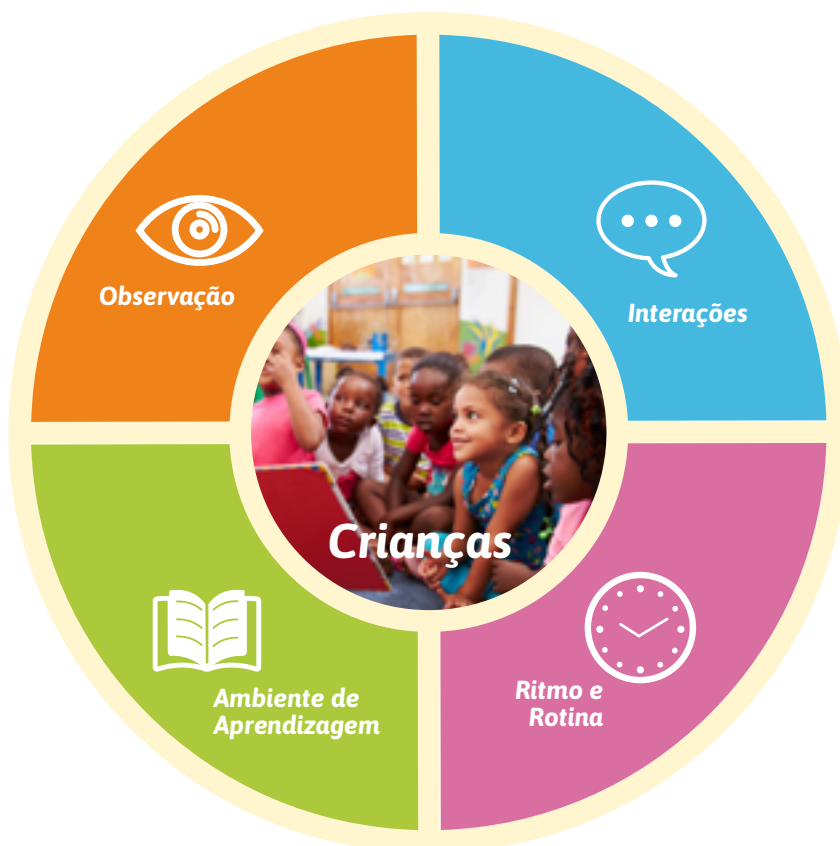 Observação
Interações
Crianças
Ambiente de
Aprendizagem
Ritmo e
Rotina